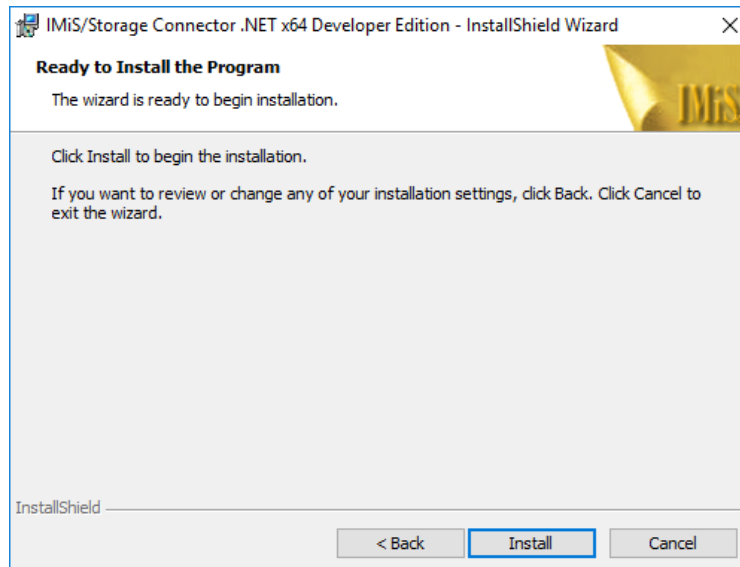 IMiS/Storage Connector .NET x64 Developer Edition - InstallShield Wizard
Ready to Install the Program
The wizard is ready to begin installation.
IMiS
Click Install to begin the installation.
If you want to review or change any of your installation settings, click Back. Click Cancel to
exit the wizard.
InstallShield
< Back
Install
Cancel